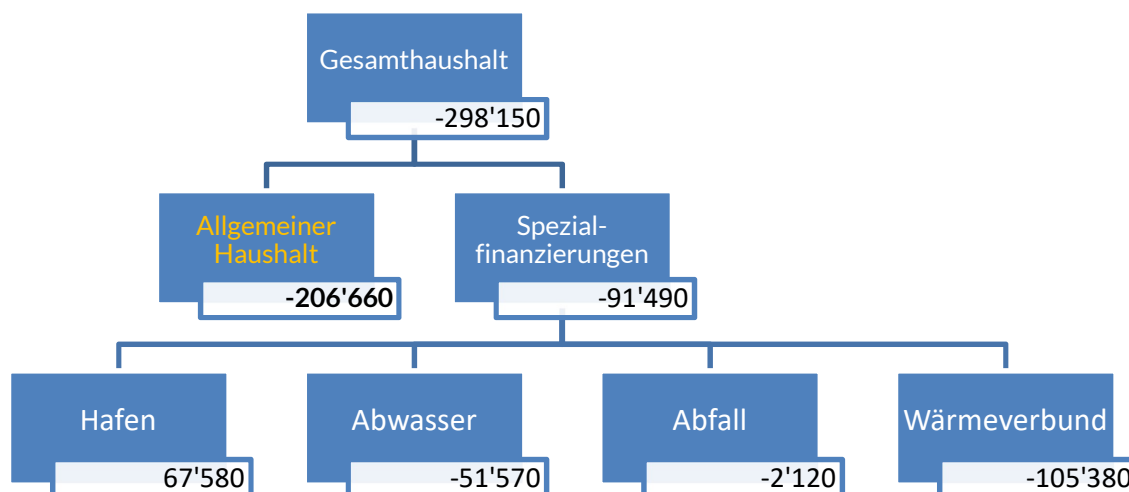 Gesamthaushalt
-298'150
Allgemeiner
Haushalt
-206'660
Spezial-
finanzierungen
-91'490
Hafen
67'580
Abwasser
-51'570
Abfall
-2'120
Wärmeverbund
-105'380